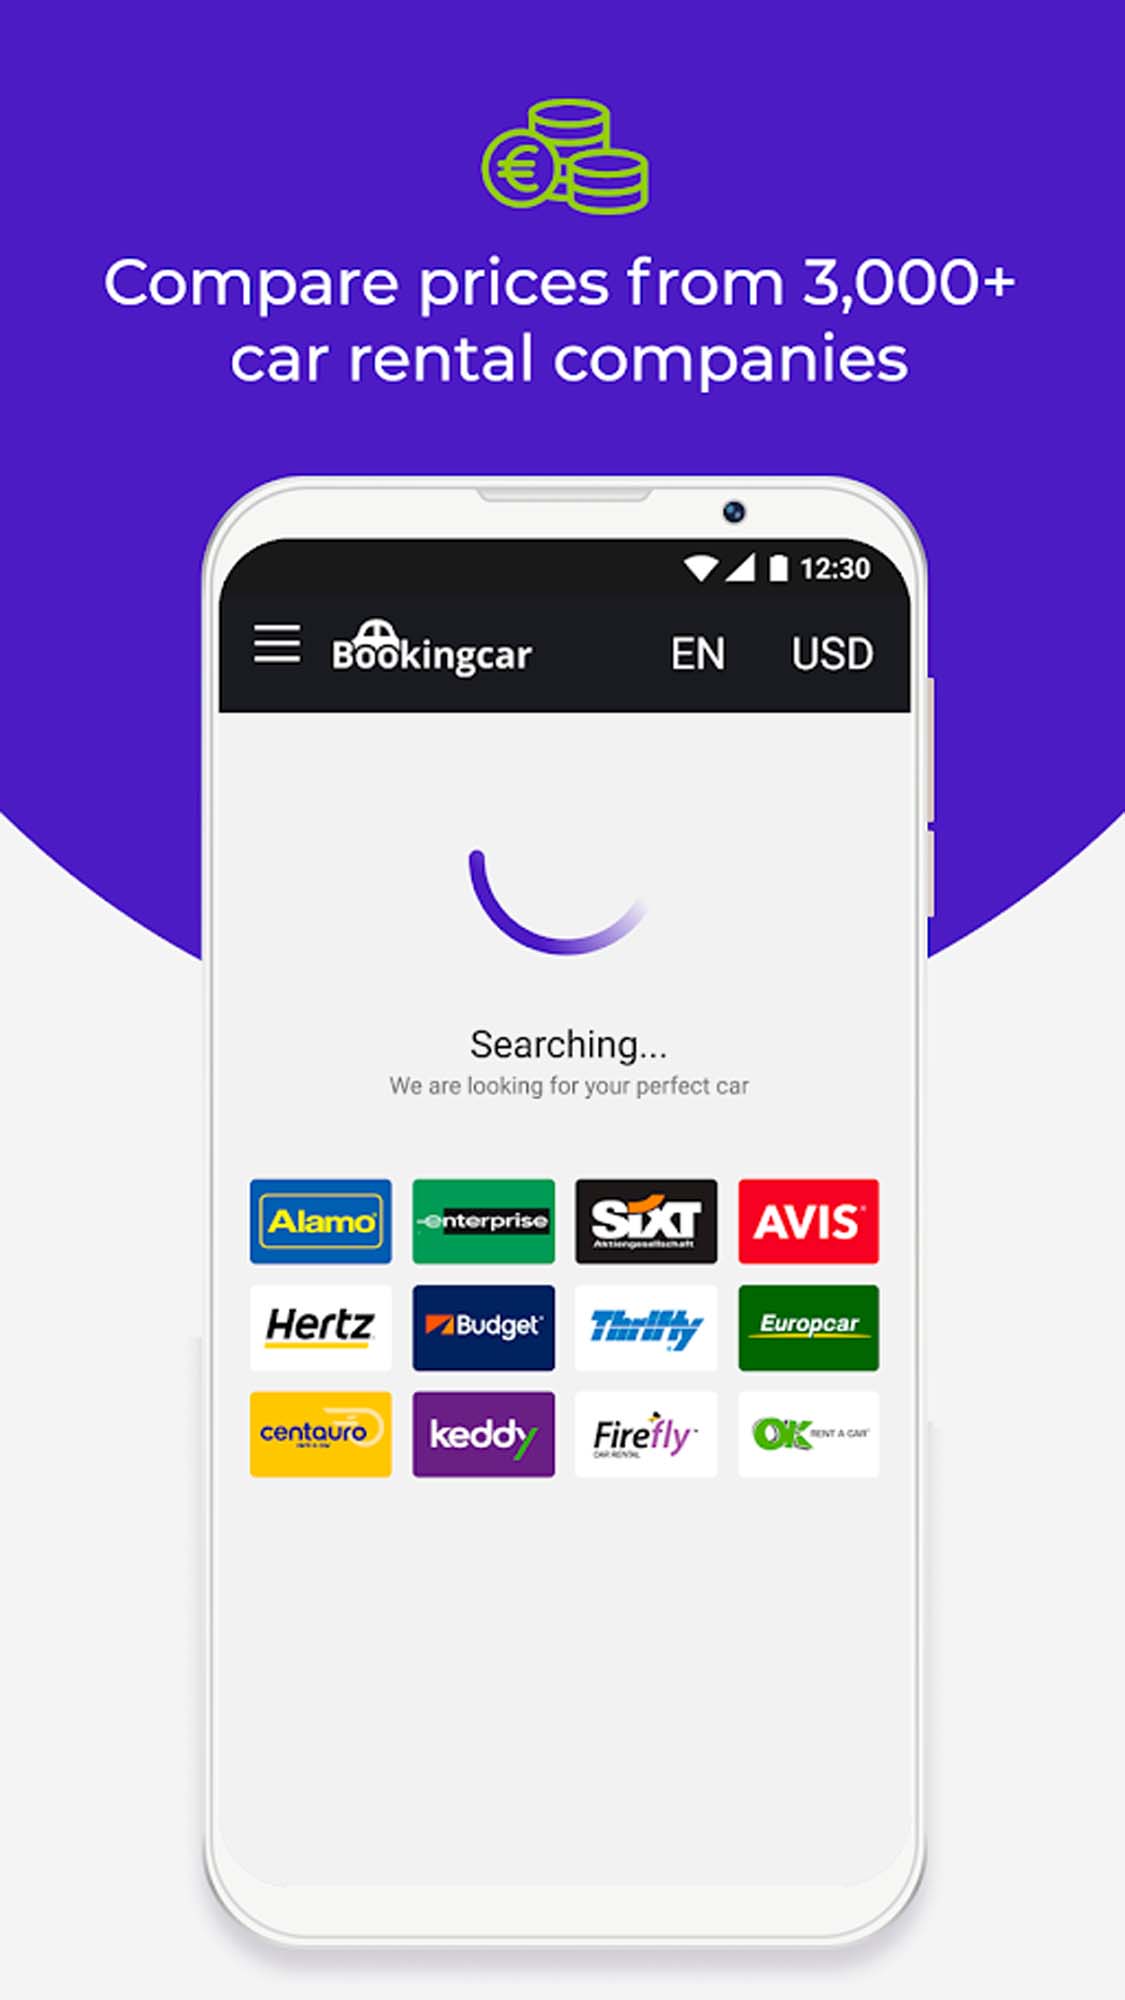 €
Compare prices from 3,000+
car rental companies
12:30
Bookingcar EN USD
Searching...
We are looking for your perfect car
Alamo enterprise SIXT AVIS
Aktiengesellschaft
Hertz Budget Thrifty Europcar
centauro keddy Firefly OK RENT A CAR
CAR RENTAL